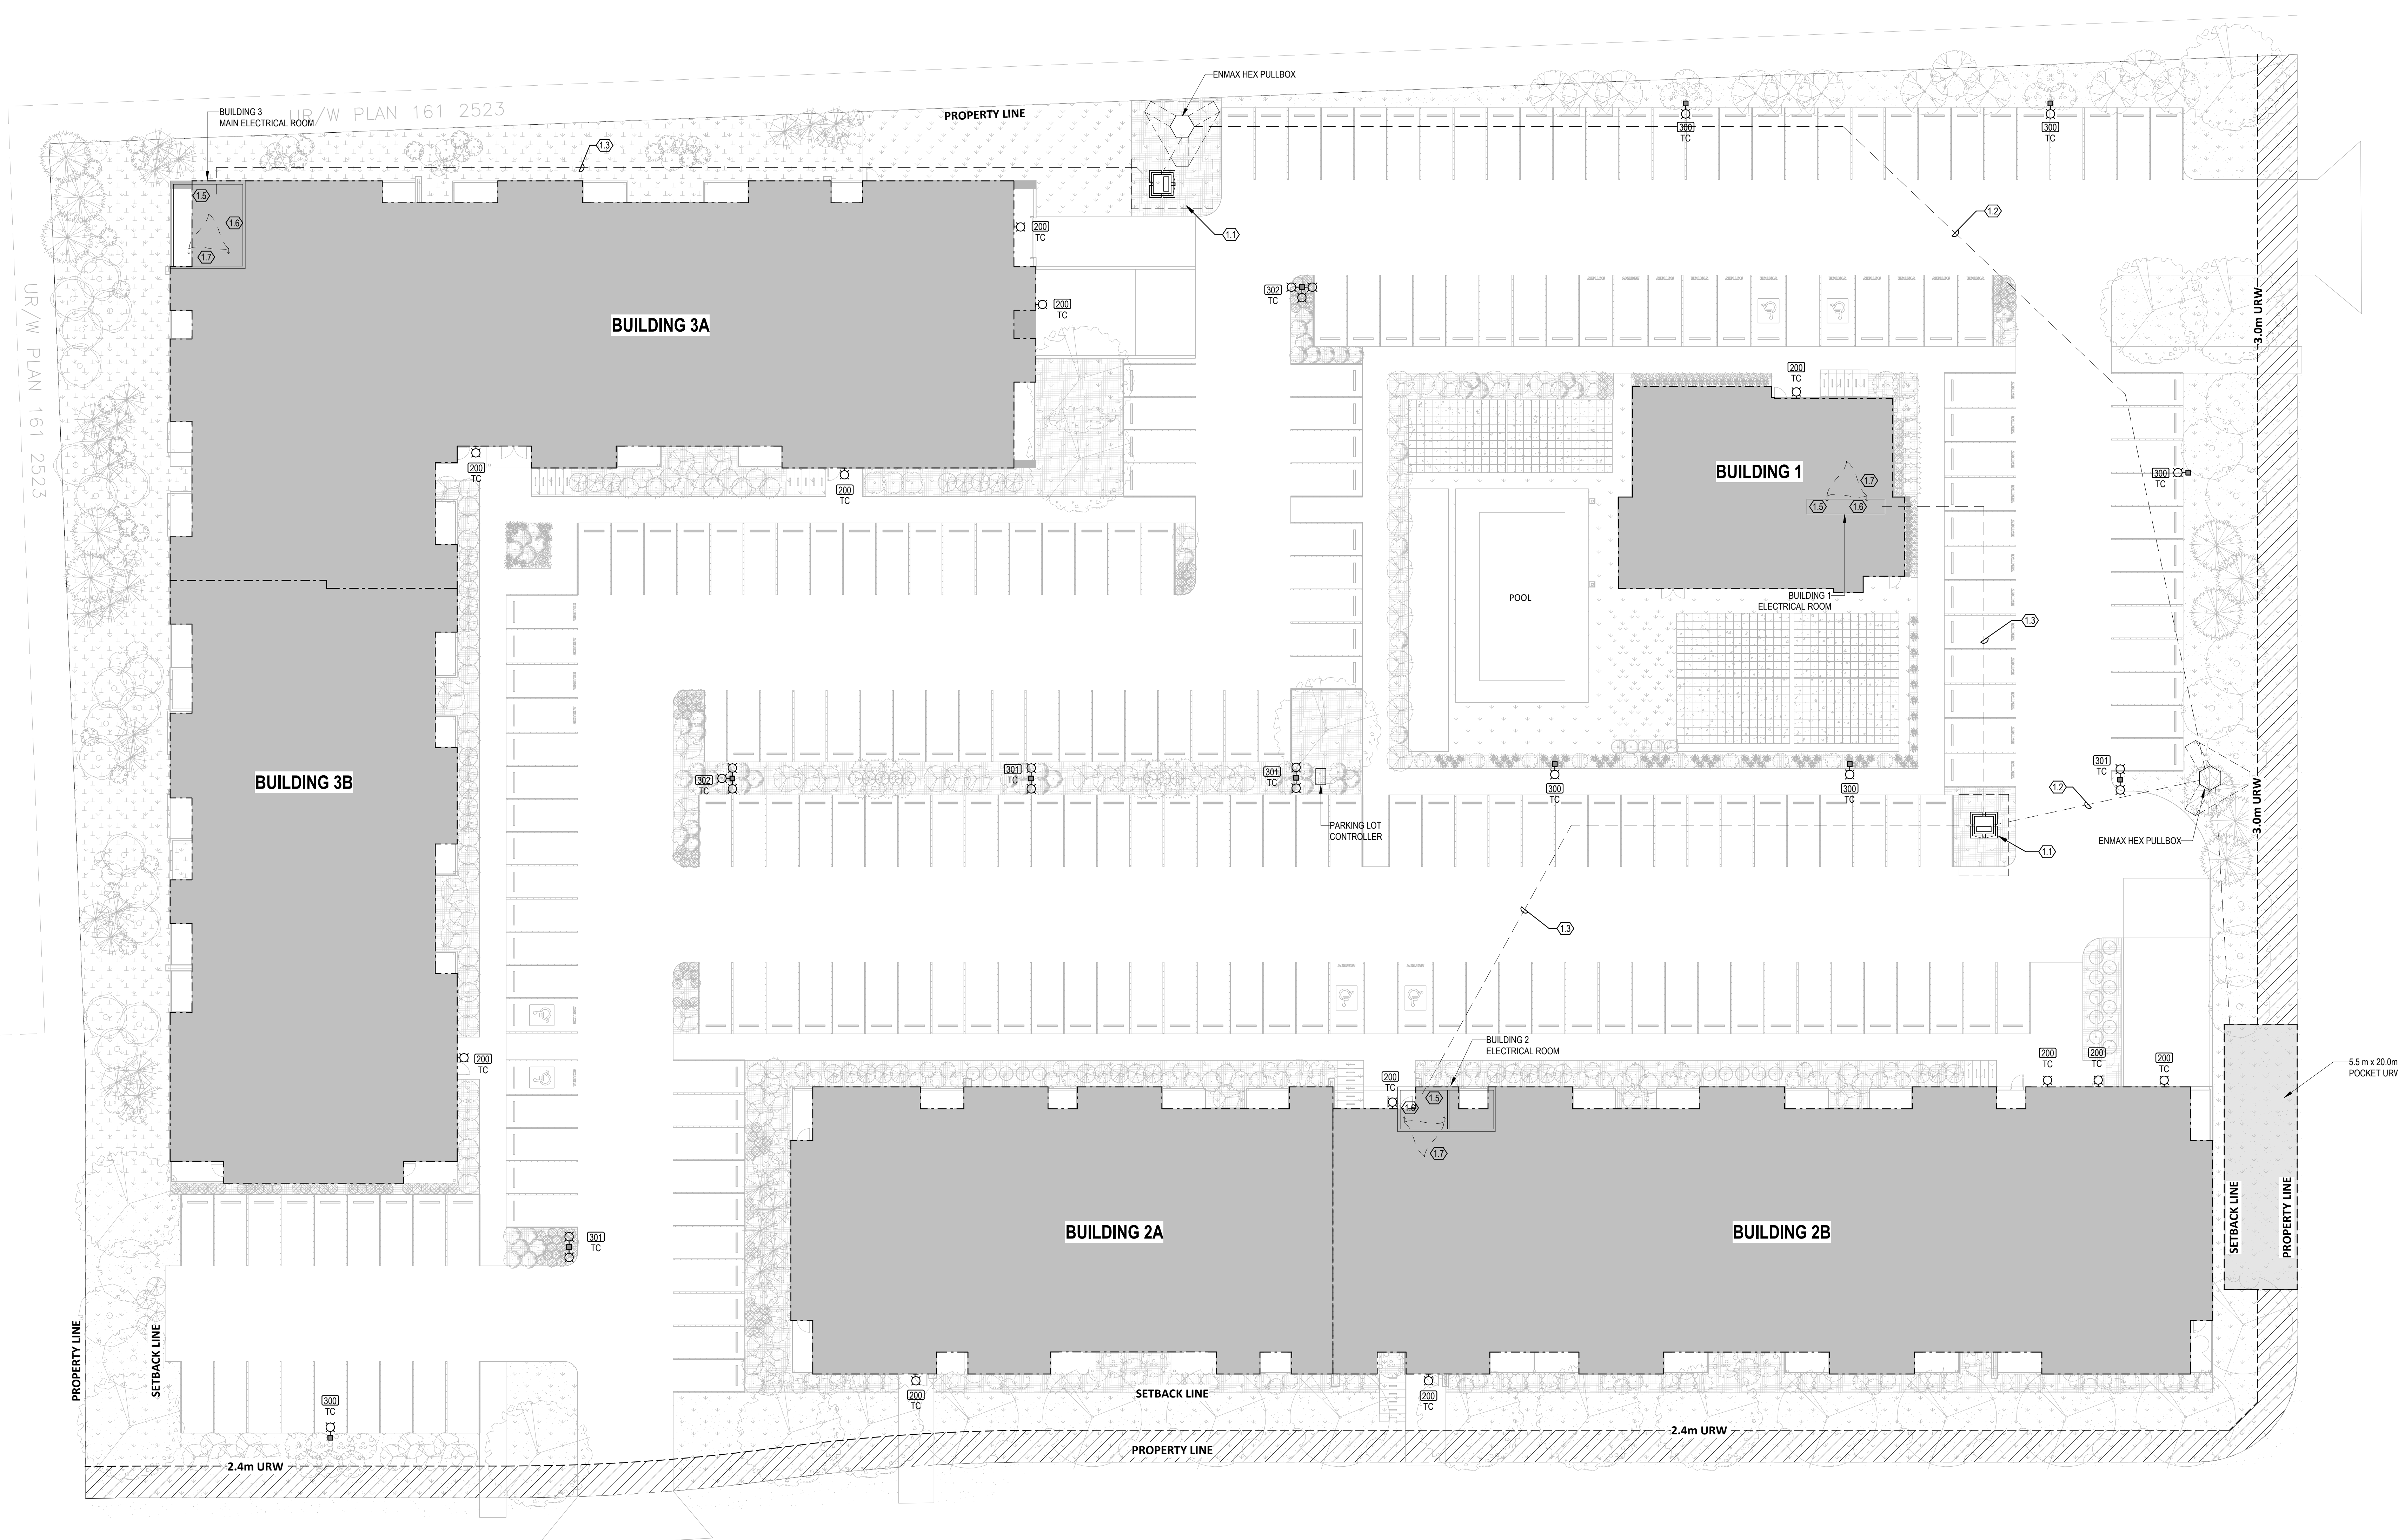 ENMAX HEX PULLBOX
BUILDING 3
MAIN ELECTRICAL ROOM
UR/W PLAN 161 2523
PROPERTY LINE
1.3
300
TC
300
TC
1.5
1.6
1.7
1.2
1.1
200
TC
200
TC
302
TC
UR/W PLAN 161 2523
3.0m URW
BUILDING 3A
200
TC
BUILDING 1
300
TC
200
TC
200
TC
1.7
1.5
1.6
BUILDING 1
ELECTRICAL ROOM
POOL
1.3
BUILDING 3B
302
TC
301
TC
301
TC
300
TC
300
TC
301
TC
1.2
3.0m URW
PARKING LOT
CONTROLLER
ENMAX HEX PULLBOX
1.1
1.3
BUILDING 2
ELECTRICAL ROOM
200
TC
200
TC
200
TC
200
TC
200
TC
5.5 m x 20.0m
POCKET URW
1.5
1.6
1.7
301
TC
BUILDING 2A
BUILDING 2B
SETBACK LINE
PROPERTY LINE
PROPERTY LINE
SETBACK LINE
300
TC
200
TC
200
TC
SETBACK LINE
2.4m URW
PROPERTY LINE
2.4m URW